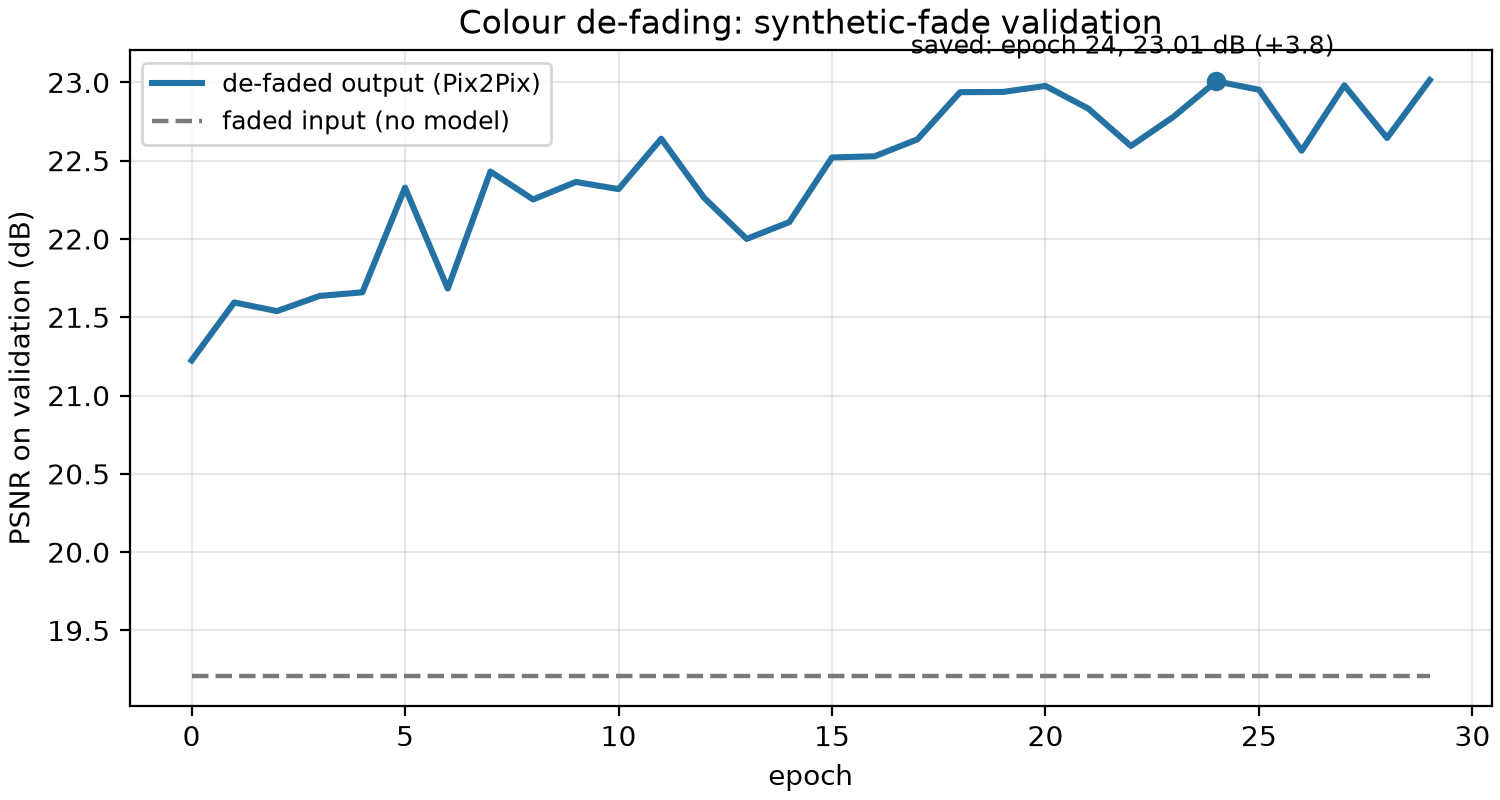 Colour de-fading: synthetic-fade validation
saved: epoch 24, 23.01 dB (+3.8)
de-faded output (Pix2Pix)
faded input (no model)
PSNR on validation (dB)
23.0
22.5
22.0
21.5
21.0
20.5
20.0
19.5
0 5 10 15 20 25 30
epoch